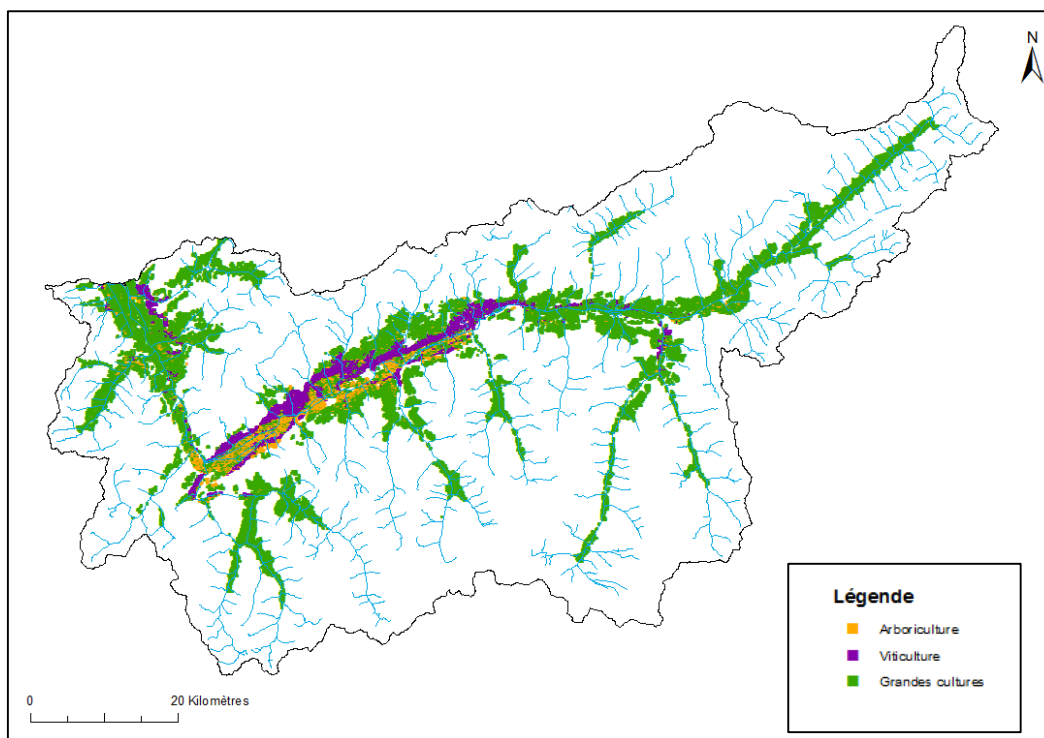 N
Légende
Arboriculture
Viticulture
Grandes cultures
0 20 Kilomètres